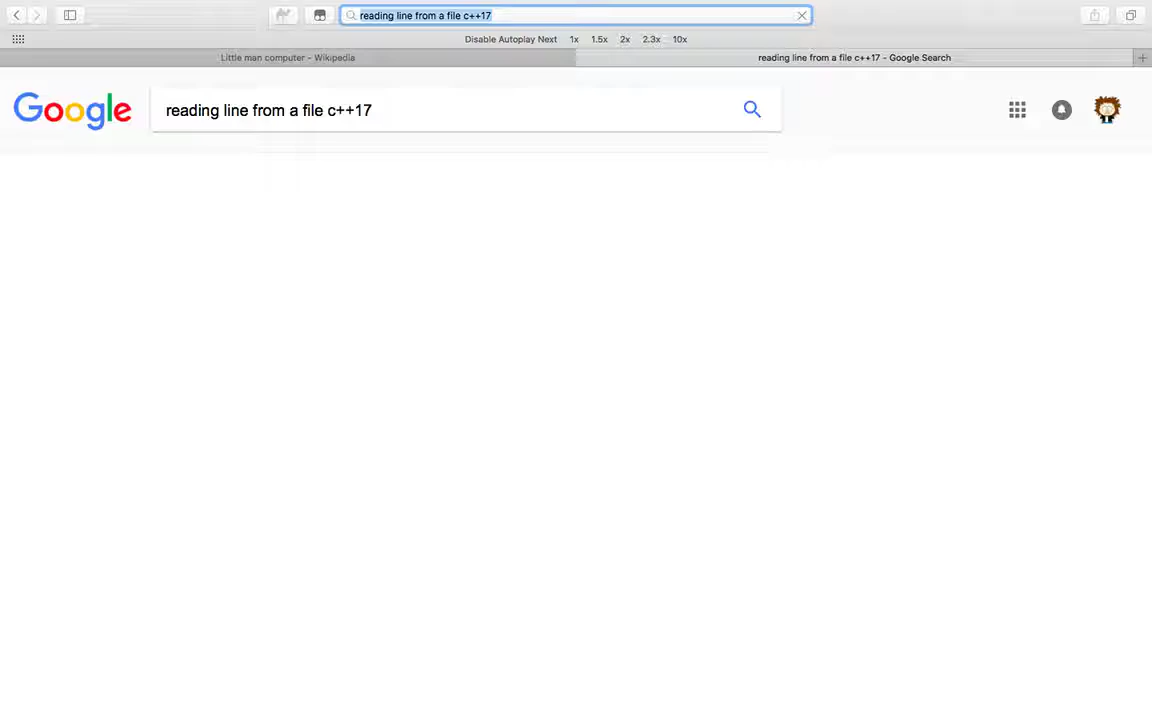 reading line from a file c++17
Disable Autoplay Next 1x 1.5x 2x 2.3x 10x
Little man computer - Wikipedia
reading line from a file c++17 - Google Search
Google
reading line from a file c++17